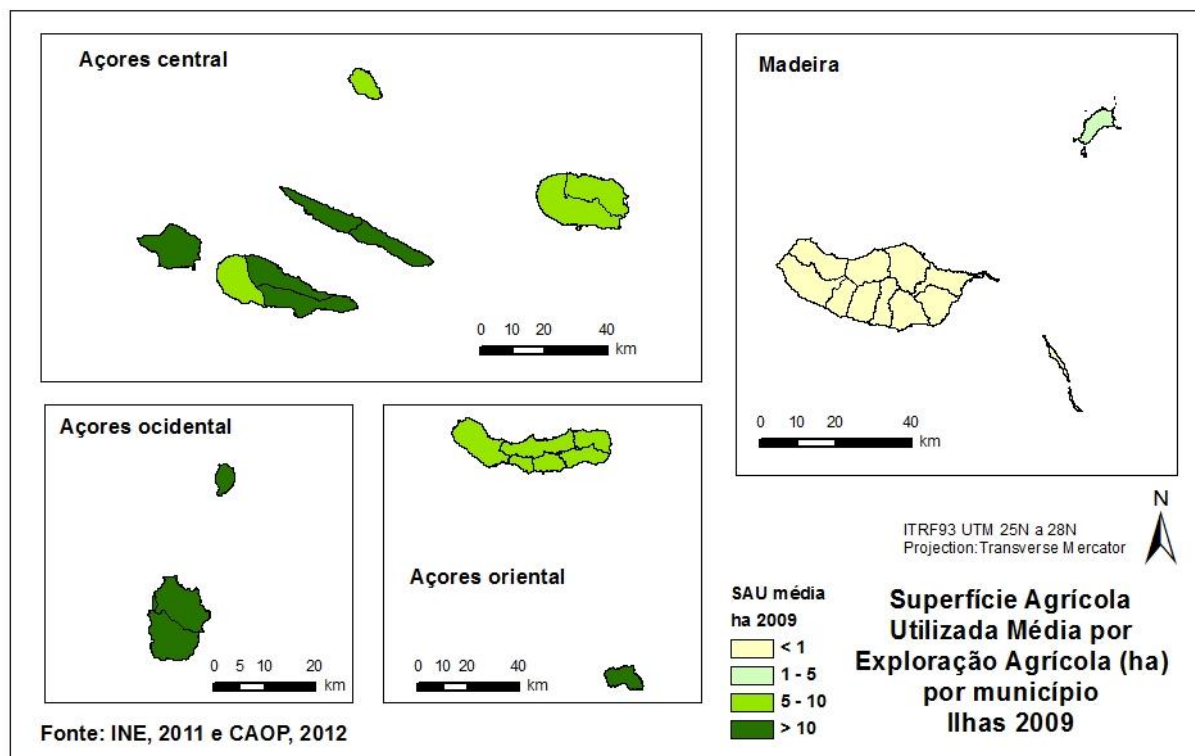 Açores central
0 10 20 40
km
Madeira
0 10 20 40
km
Açores ocidental
0 5 10 20
km
Açores oriental
0 10 20 40
km
N
ITRF93 UTM 25N a 28N
Projection:Transverse Mercator
SAU média
ha 2009
< 1
1 - 5
5 - 10
> 10
Superfície Agrícola
Utilizada Média por
Exploração Agrícola (ha)
por município
Ilhas 2009
Fonte: INE, 2011 e CAOP, 2012